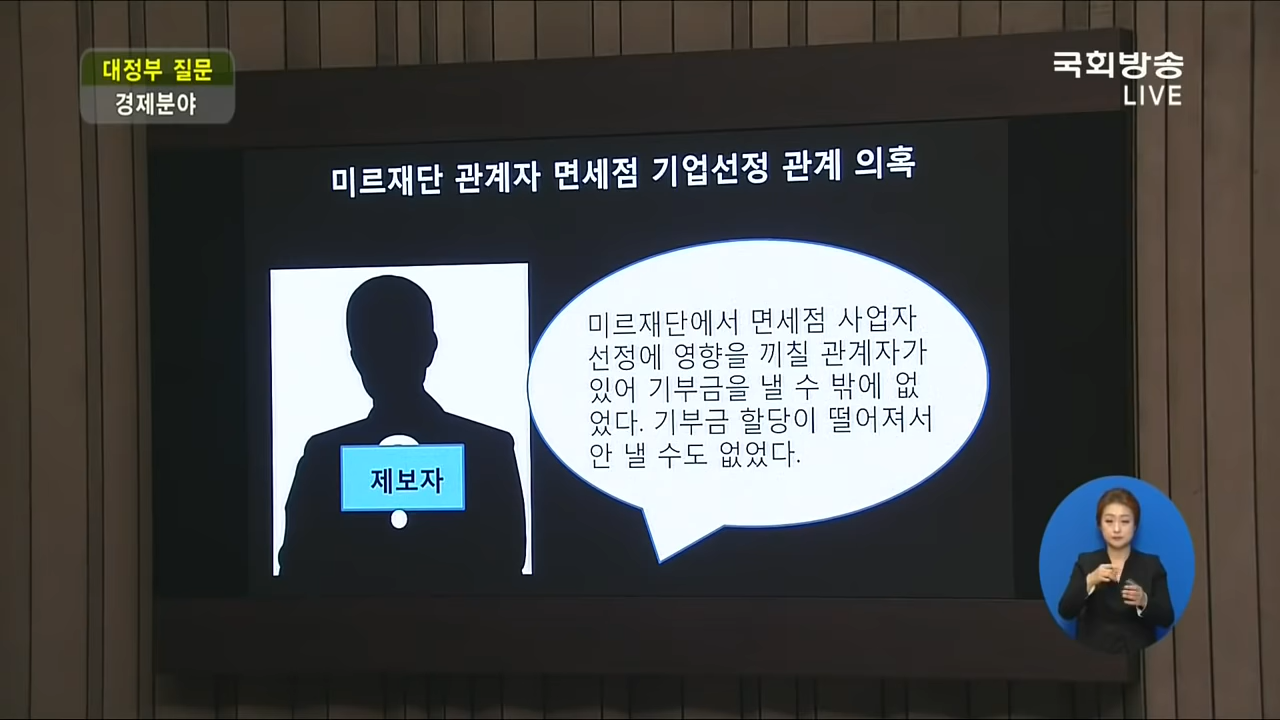 대정부 질문
경제분야
국회방송
LIVE
미르재단 관계자 면세점 기업선정 관계 의혹
미르재단에서 면세점 사업자
선정에 영향을 끼칠 관계자가
있어 기부금을 낼 수 밖에 없
었다. 기부금 할당이 떨어져서
안 낼 수도 없었다.
제보자